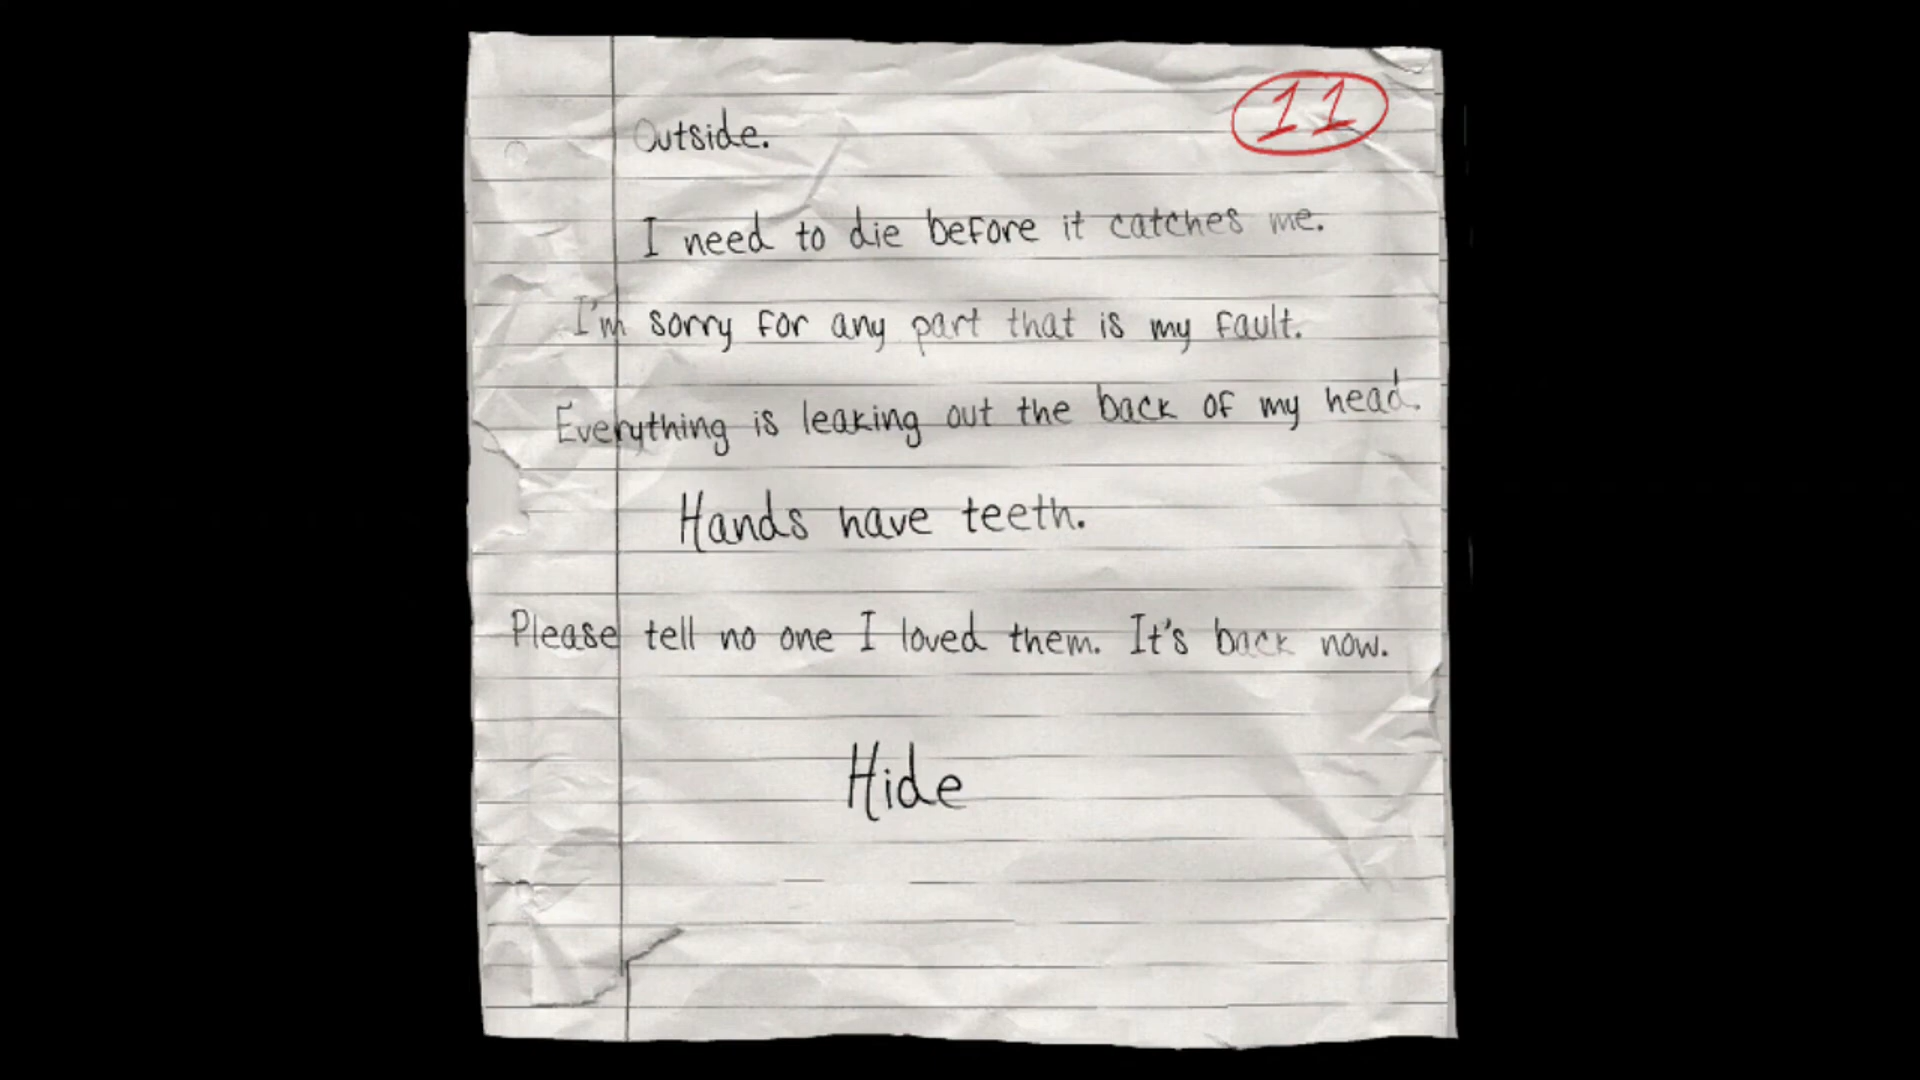 11
Outside.
I need to die before it catches me.
I'm sorry for any part that is my fault.
Everything is leaking out the back of my head.
Hands have teeth.
Please tell no one I loved them. It's back now.
Hide